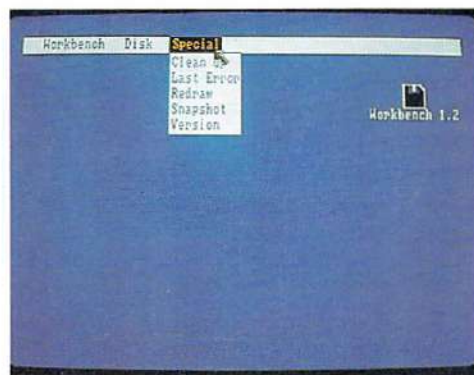 Workbench Disk Special
Clean up
Last Error
Redraw
Snapshot
Version
Workbench 1.2